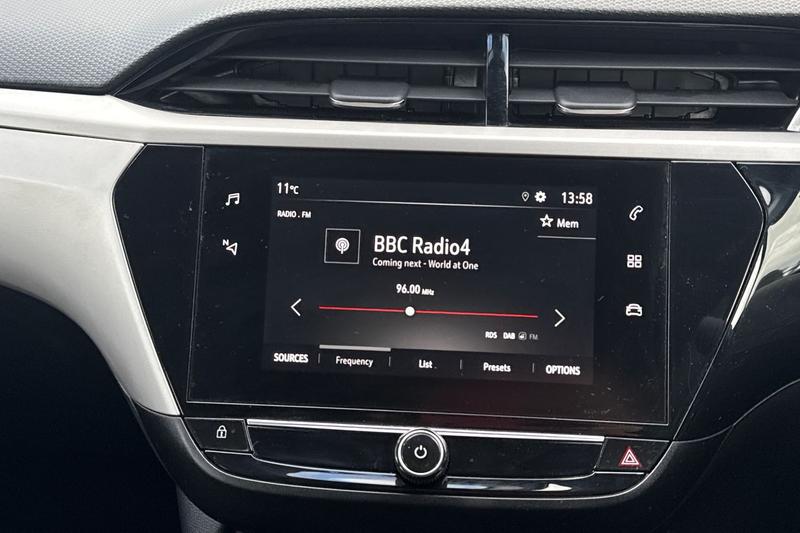 11°C
13:58
RADIO . FM
Mem
BBC Radio4
Coming next - World at One
N
96.00 MHz
RDS DAB FM
SOURCES Frequency List Presets OPTIONS